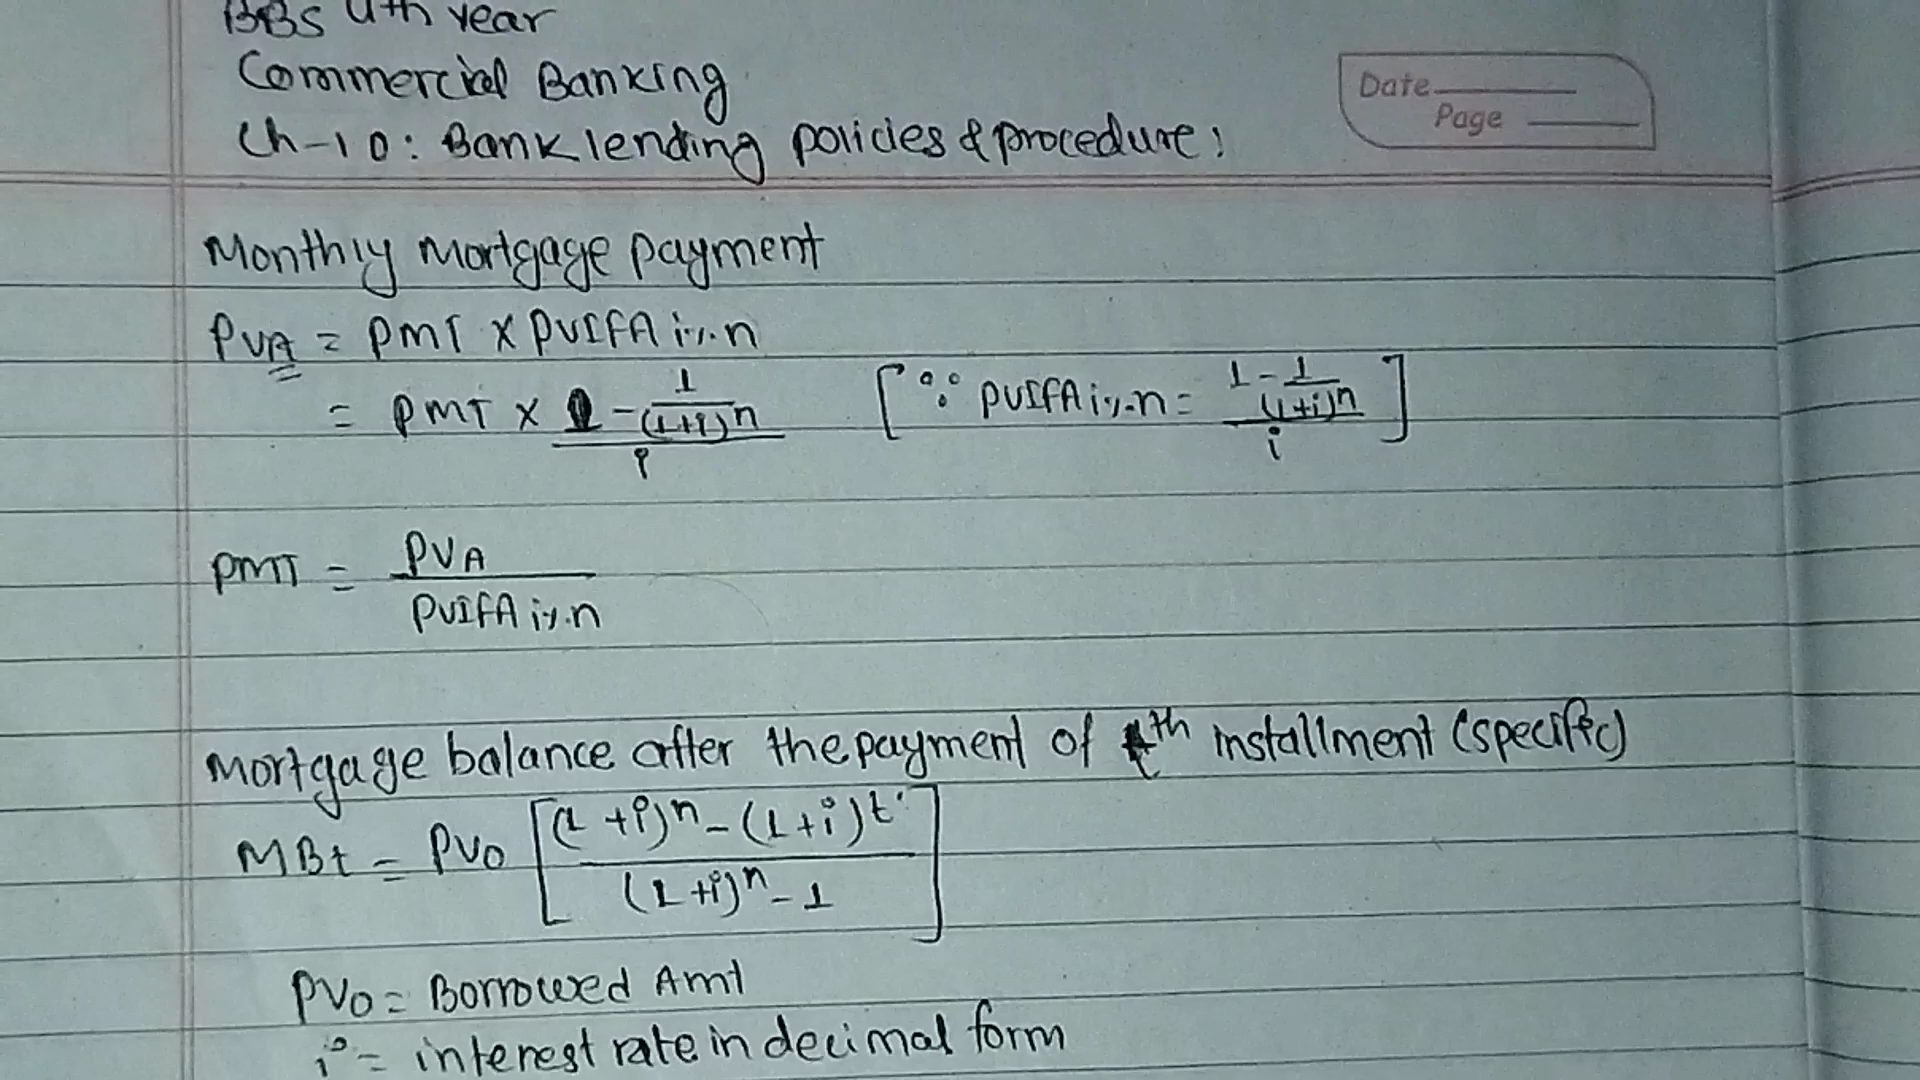 BBS 4th year
Commercial Banking
Ch-10: Bank lending policies & procedure:
Date
Page
Monthly Mortgage payment
PVA = PMT X PVIFA i%.n
= PMT X 1 - 1/(1+i)n / i [∵ PVIFA i%.n = 1 - 1/(1+i)n / i]
PMT = PVA / PVIFA i%.n
Mortgage balance after the payment of tth installment (specific)
MBt = PVo [(1+i)n - (1+i)t / (1+i)n - 1]
PVo = Borrowed Amt
i = interest rate in decimal form